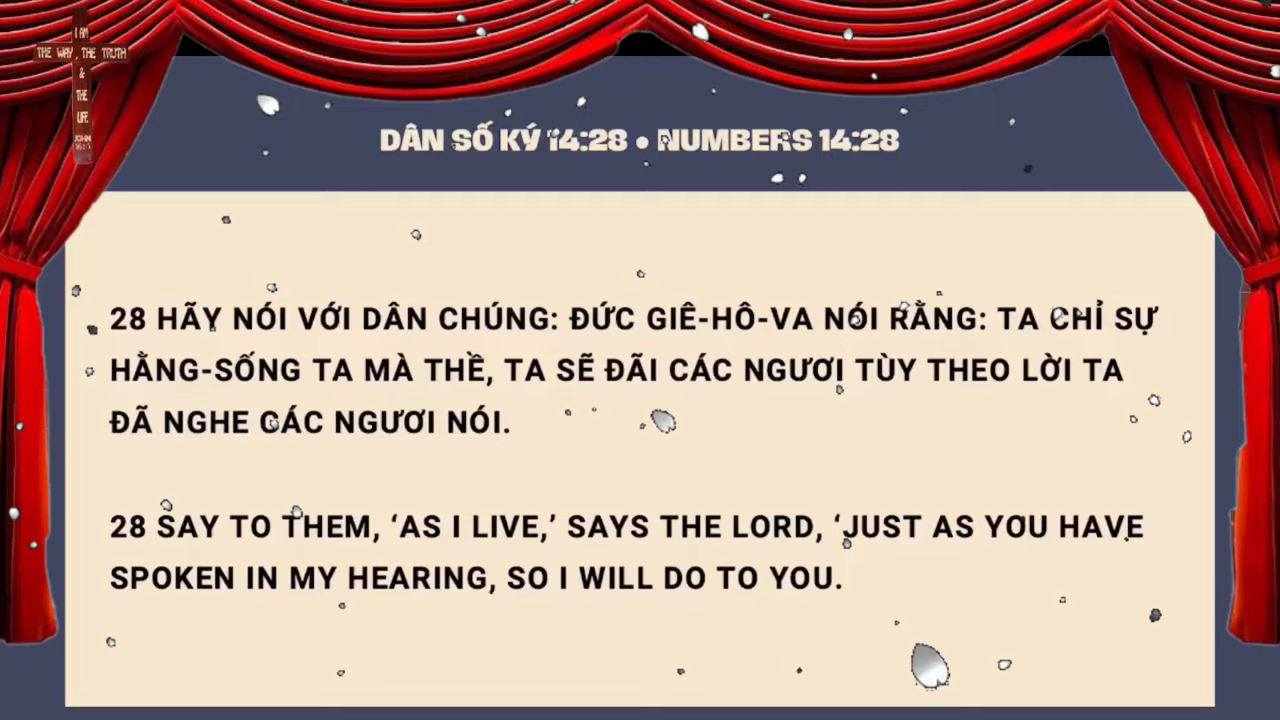 I AM
THE WAY, THE TRUTH
&
THE
LIFE
JOHN
DÂN SỐ KÝ 14:28 • NUMBERS 14:28
28 HÃY NÓI VỚI DÂN CHÚNG: ĐỨC GIÊ-HÔ-VA NÓI RẰNG: TA CHỈ SỰ
HẰNG-SỐNG TA MÀ THỀ, TA SẼ ĐÃI CÁC NGƯƠI TÙY THEO LỜI TA
ĐÃ NGHE CÁC NGƯƠI NÓI.
28 SAY TO THEM, ‘AS I LIVE,’ SAYS THE LORD, ‘JUST AS YOU HAVE
SPOKEN IN MY HEARING, SO I WILL DO TO YOU.